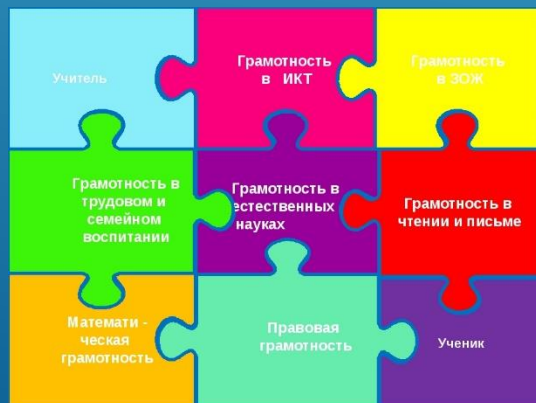 Учитель
Грамотность
в ИКТ
Грамотность
в ЗОЖ
Грамотность в
трудовом и
семейном
воспитании
Грамотность в
естественных
науках
Грамотность в
чтении и письме
Математи -
ческая
грамотность
Правовая
грамотность
Ученик